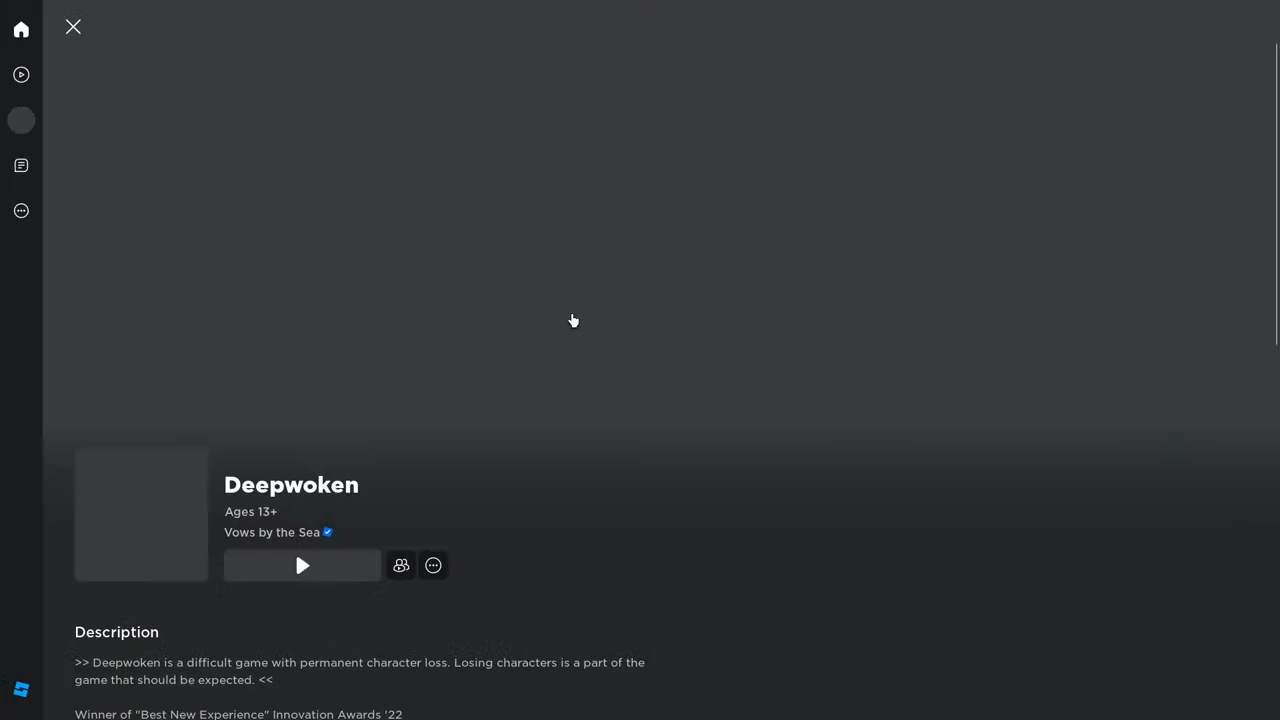 Deepwoken
Ages 13+
Vows by the Sea
Description
>> Deepwoken is a difficult game with permanent character loss. Losing characters is a part of the
game that should be expected. <<
Winner of "Best New Experience" Innovation Awards '22